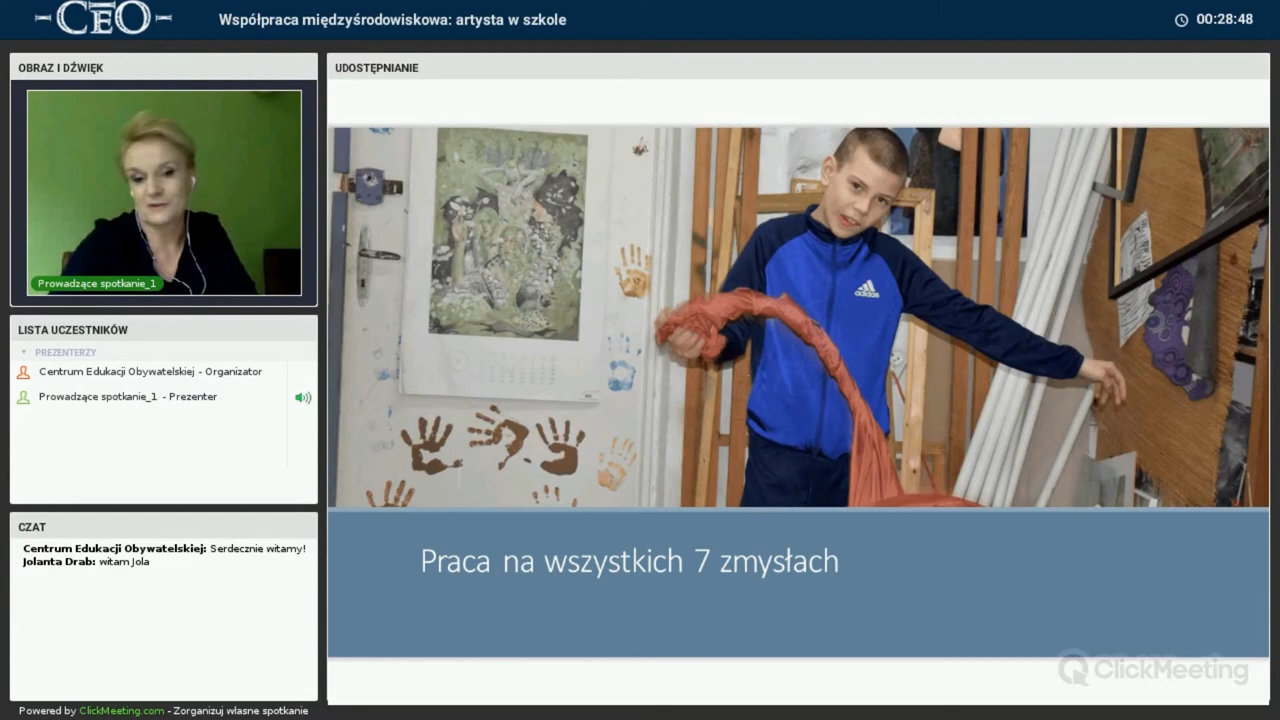 CEO
Współpraca międzyśrodowiskowa: artysta w szkole
00:28:48
OBRAZ I DŹWIĘK
Prowadzące spotkanie_1
LISTA UCZESTNIKÓW
PREZENTERZY
Centrum Edukacji Obywatelskiej - Organizator
Prowadzące spotkanie_1 - Prezenter
CZAT
Centrum Edukacji Obywatelskiej: Serdecznie witamy!
Jolanta Drab: witam Jola
Powered by ClickMeeting.com - Zorganizuj własne spotkanie
UDOSTĘPNIANIE
adidas
Praca na wszystkich 7 zmysłach
ClickMeeting